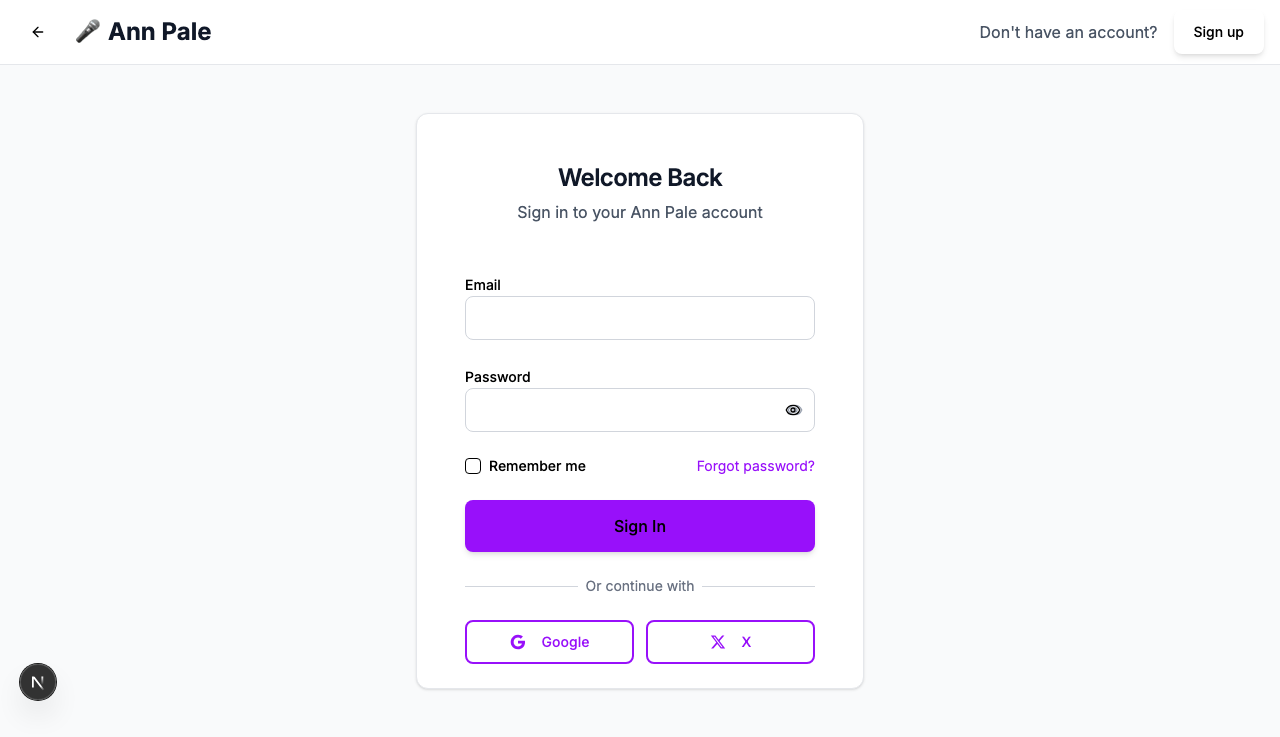 🎤 Ann Pale
Don't have an account?
Sign up
Welcome Back
Sign in to your Ann Pale account
Email
Password
Remember me
Forgot password?
Sign In
Or continue with
Google
X
N